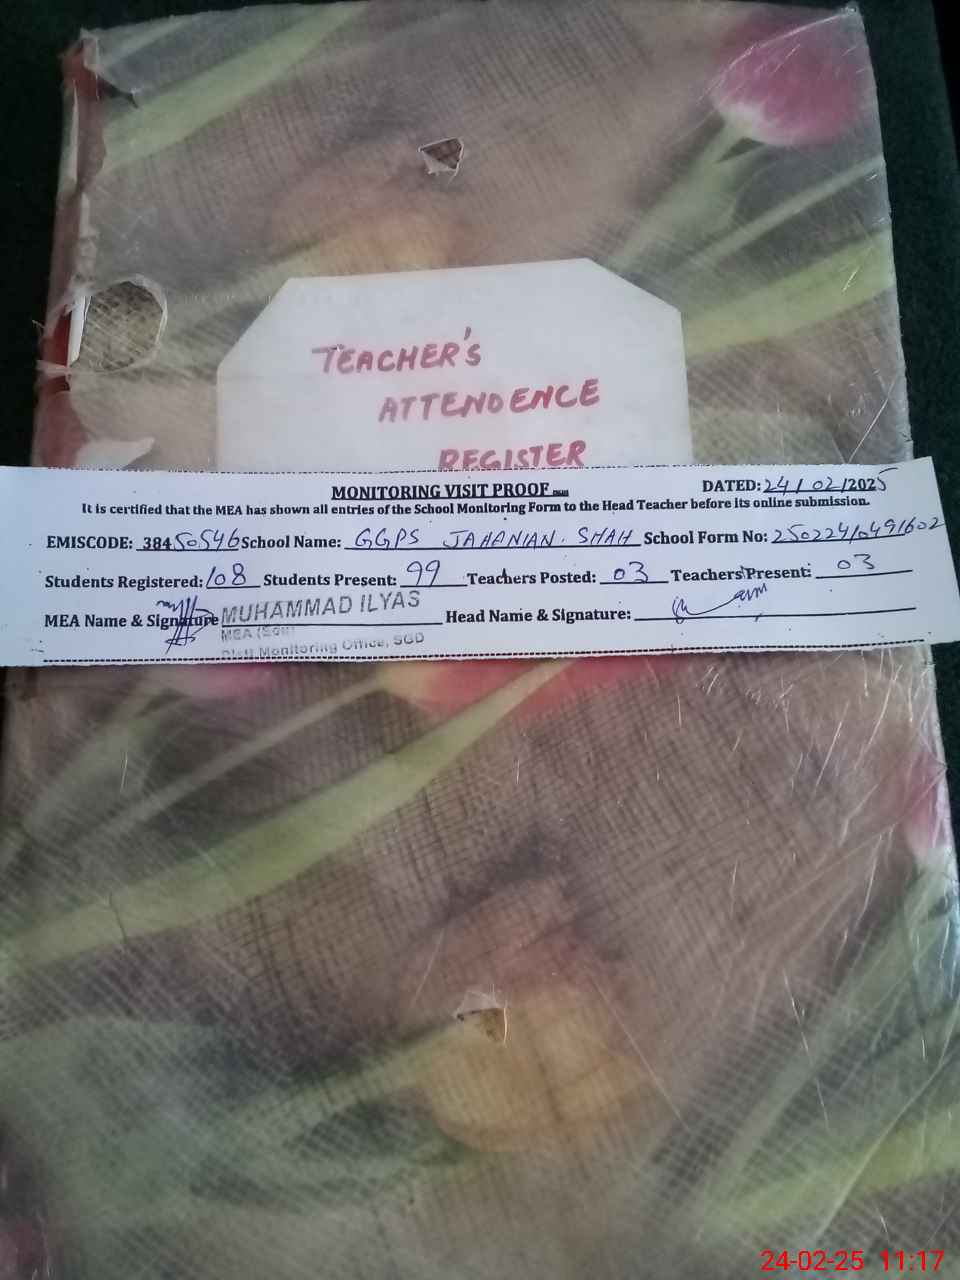 TEACHER'S
ATTENDENCE
REGISTER
MONITORING VISIT PROOF
DATED: 24/02/2025
It is certified that the MEA has shown all entries of the School Monitoring Form to the Head Teacher before its online submission.
EMISCODE: 38450546 School Name: GGPS JAHANIAN. SHAH School Form No: 250224/0491602
Students Registered: 108 Students Present: 99 Teachers Posted: 03 Teachers Present: 03
MEA Name & Signature MUHAMMAD ILYAS Head Name & Signature:
MEA (Edu)
Distt Monitoring Office, SGD
24-02-25 11:17